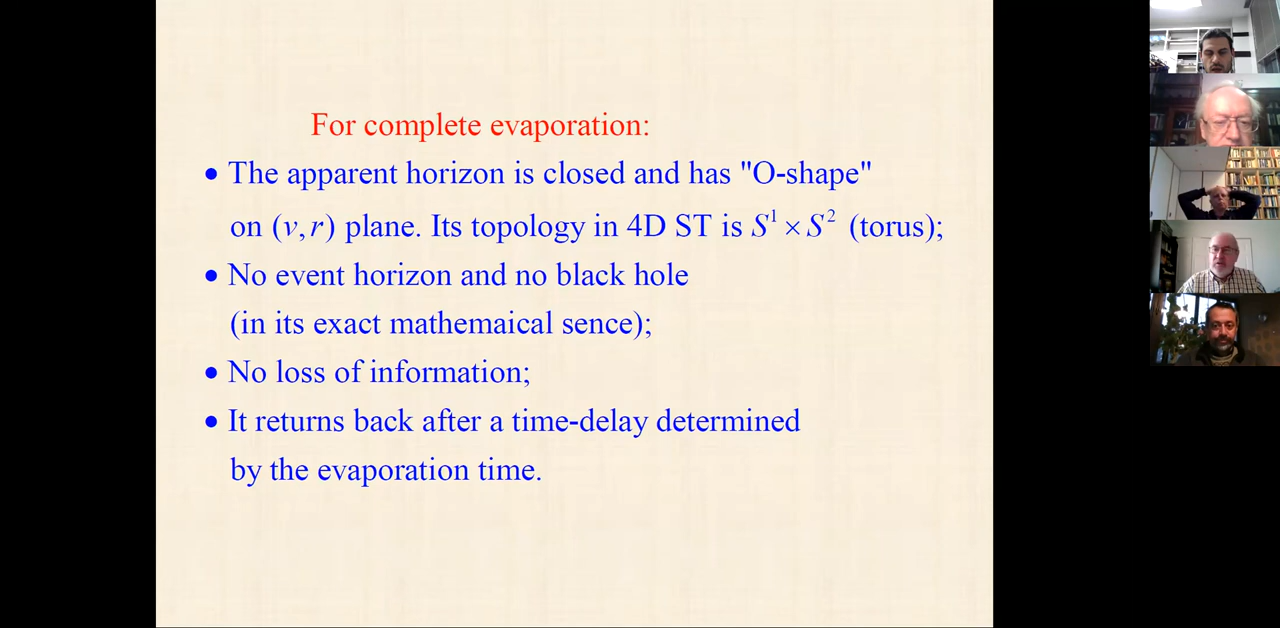 For complete evaporation:
• The apparent horizon is closed and has "O-shape"
on (v, r) plane. Its topology in 4D ST is S¹ × S² (torus);
• No event horizon and no black hole
(in its exact mathemaical sence);
• No loss of information;
• It returns back after a time-delay determined
by the evaporation time.